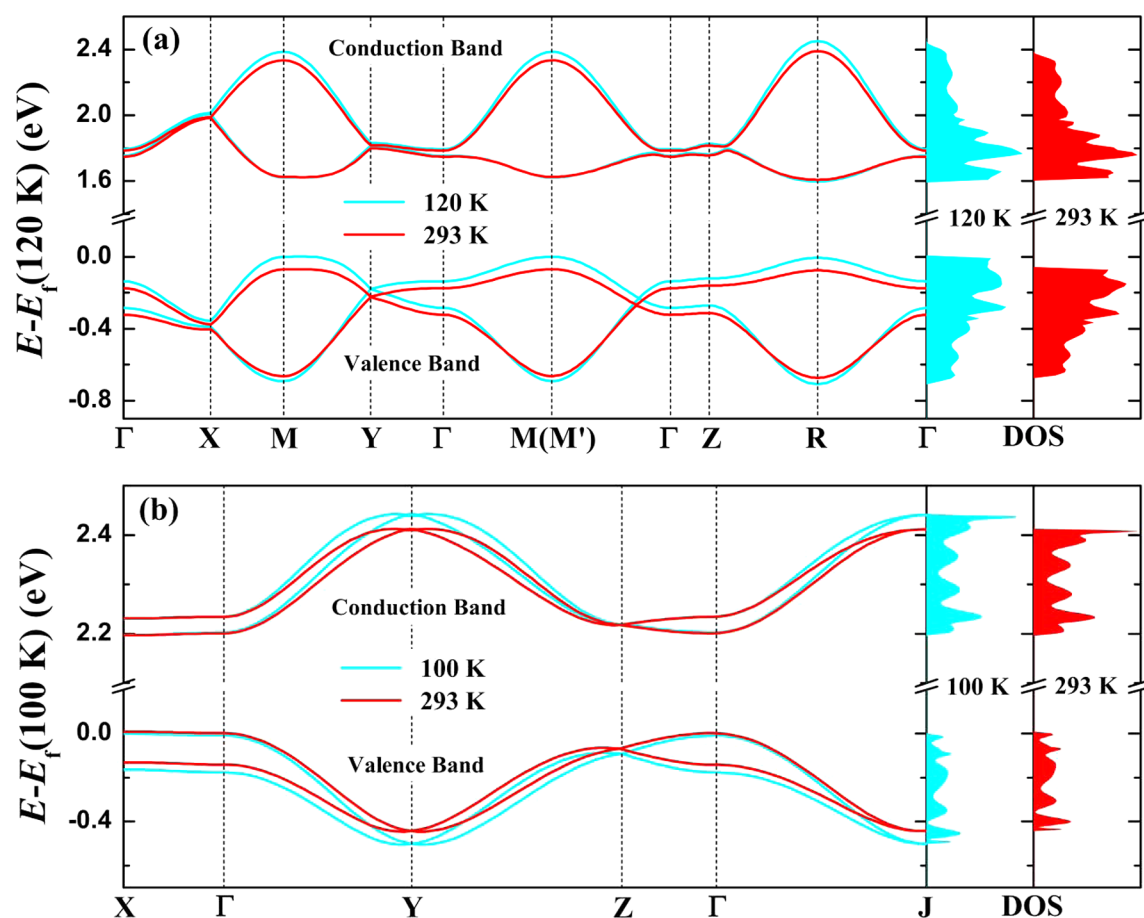 (a)
Conduction Band
2.4
2.0
1.6
0.0
-0.4
-0.8
E-E_f(120 K) (eV)
120 K
293 K
Valence Band
120 K
293 K
Γ X M Y Γ M(M') Γ Z R Γ DOS
(b)
2.4
2.2
0.0
-0.4
E-E_f(100 K) (eV)
Conduction Band
100 K
293 K
Valence Band
100 K
293 K
X Γ Y Z Γ J DOS